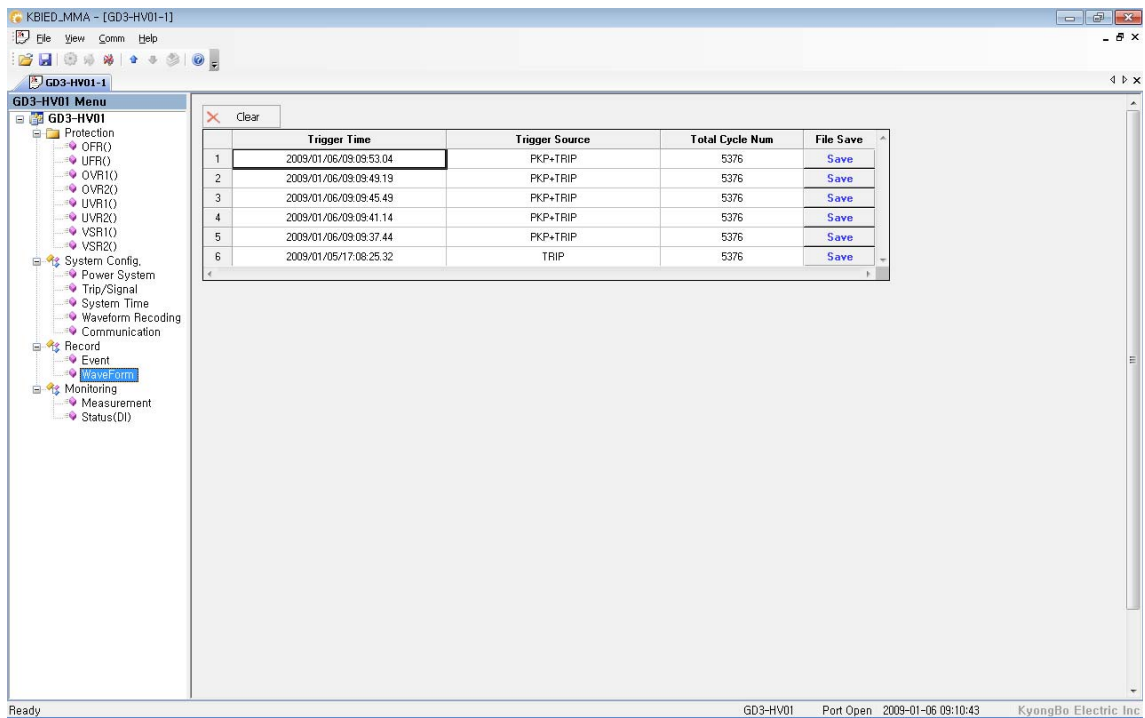 KBIED_MMA - [GD3-HV01-1]
File View Comm Help
GD3-HV01-1
GD3-HV01 Menu
GD3-HV01
Protection
OFR()
UFR()
OVR1()
OVR2()
UVR1()
UVR2()
VSR1()
VSR2()
System Config,
Power System
Trip/Signal
System Time
Waveform Recoding
Communication
Record
Event
WaveForm
Monitoring
Measurement
Status(DI)
Clear
Trigger Time Trigger Source Total Cycle Num File Save
1 2009/01/06/09:09:53.04 PKP+TRIP 5376 Save
2 2009/01/06/09:09:49.19 PKP+TRIP 5376 Save
3 2009/01/06/09:09:45.49 PKP+TRIP 5376 Save
4 2009/01/06/09:09:41.14 PKP+TRIP 5376 Save
5 2009/01/06/09:09:37.44 PKP+TRIP 5376 Save
6 2009/01/05/17:08:25.32 TRIP 5376 Save
Ready GD3-HV01 Port Open 2009-01-06 09:10:43 KyongBo Electric Inc